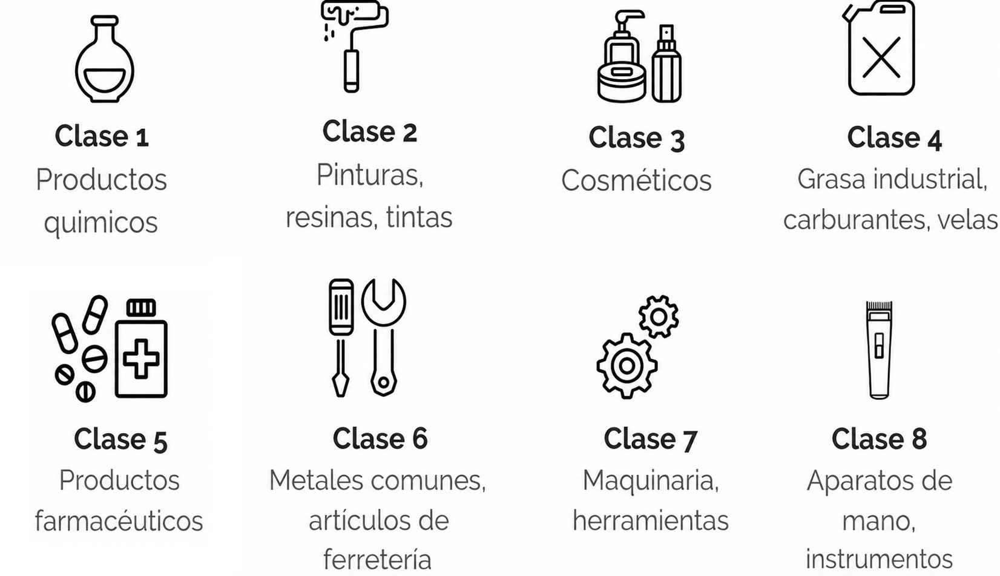 Clase 1
Productos
quimicos
Clase 2
Pinturas,
resinas, tintas
Clase 3
Cosméticos
Clase 4
Grasa industrial,
carburantes, velas
Clase 5
Productos
farmacéuticos
Clase 6
Metales comunes,
artículos de
ferretería
Clase 7
Maquinaria,
herramientas
Clase 8
Aparatos de
mano,
instrumentos